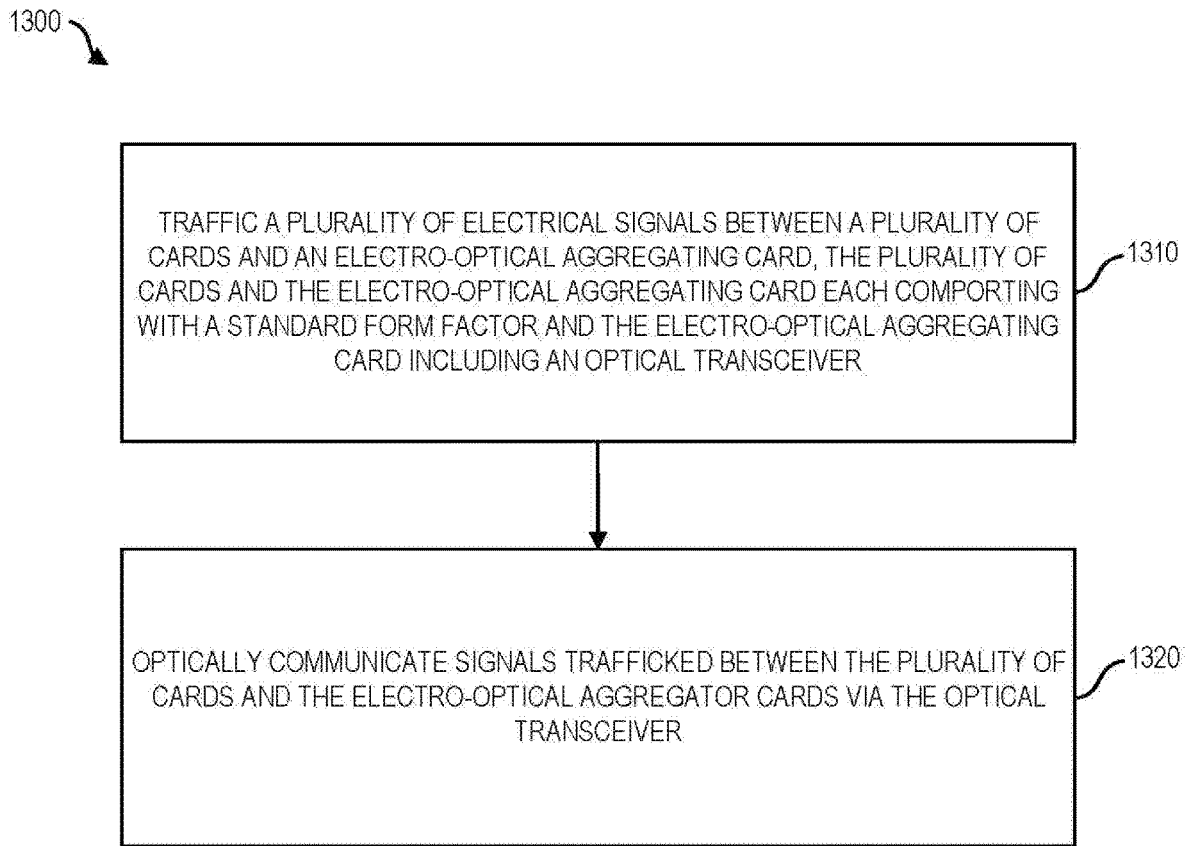 1300
TRAFFIC A PLURALITY OF ELECTRICAL SIGNALS BETWEEN A PLURALITY OF
CARDS AND AN ELECTRO-OPTICAL AGGREGATING CARD, THE PLURALITY OF
CARDS AND THE ELECTRO-OPTICAL AGGREGATING CARD EACH COMPORTING
WITH A STANDARD FORM FACTOR AND THE ELECTRO-OPTICAL AGGREGATING
CARD INCLUDING AN OPTICAL TRANSCEIVER
1310
OPTICALLY COMMUNICATE SIGNALS TRAFFICKED BETWEEN THE PLURALITY OF
CARDS AND THE ELECTRO-OPTICAL AGGREGATOR CARDS VIA THE OPTICAL
TRANSCEIVER
1320